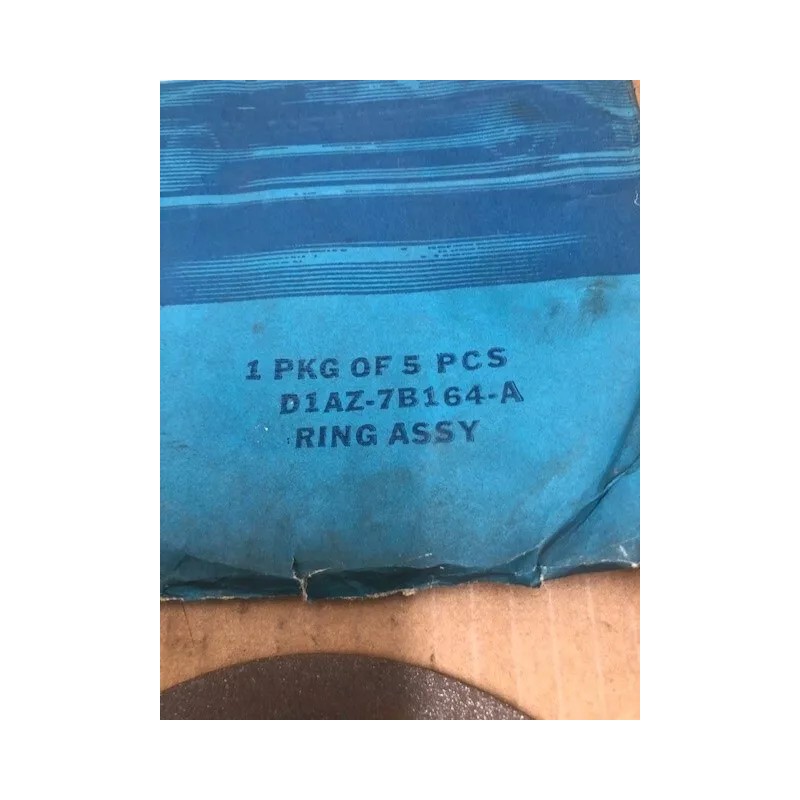 1 PKG OF 5 PCS
D1AZ-7B164-A
RING ASSY